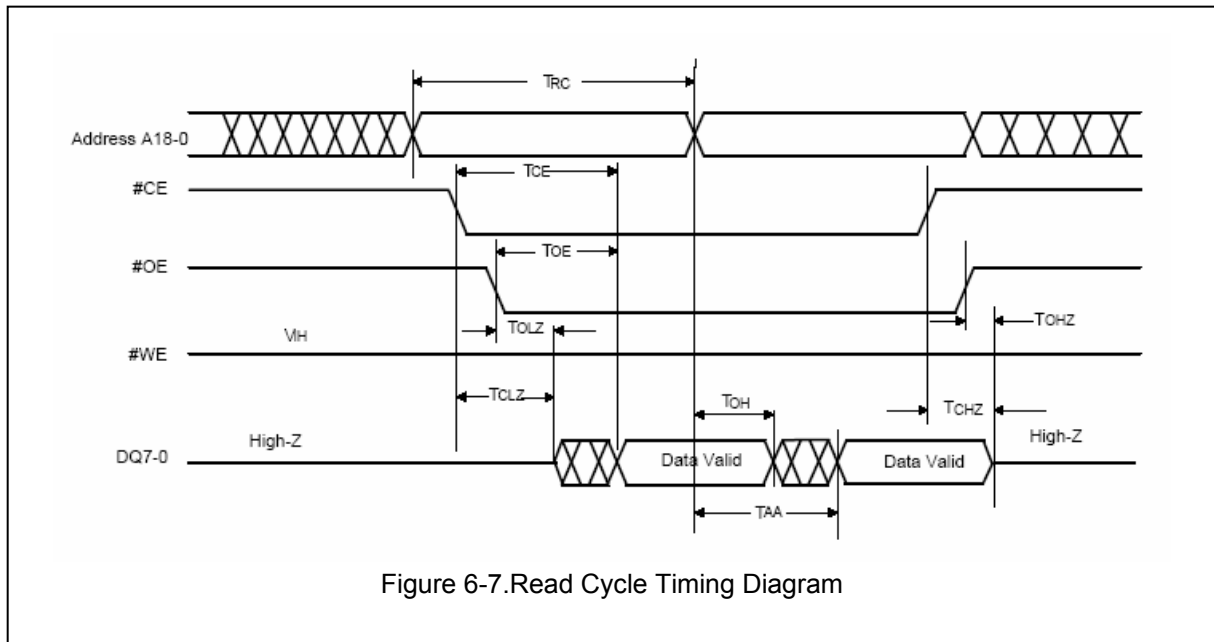 TRC
Address A18-0
TCE
#CE
TOE
#OE
TOLZ
TOHZ
VIH
#WE
TCLZ
TOH
TCHZ
High-Z
High-Z
DQ7-0
Data Valid
Data Valid
TAA
Figure 6-7.Read Cycle Timing Diagram